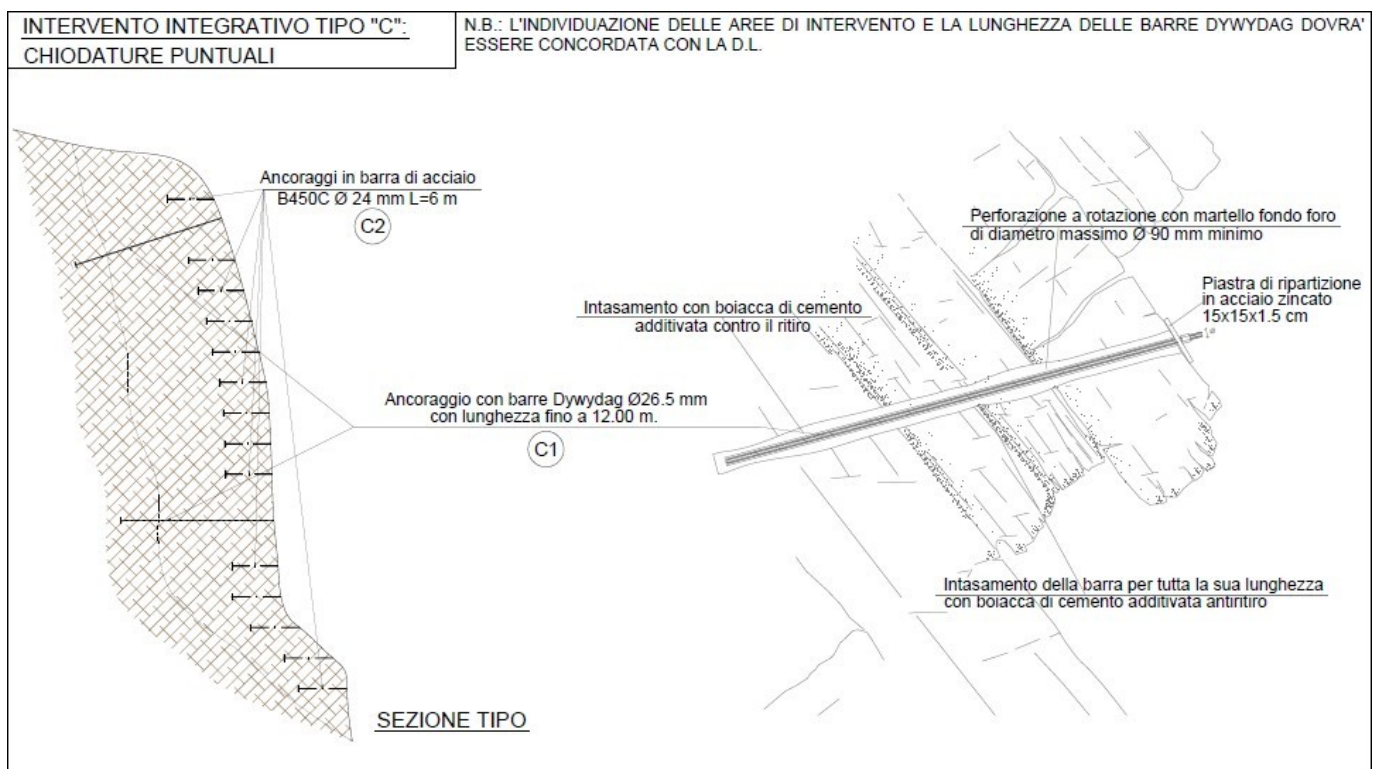 INTERVENTO INTEGRATIVO TIPO "C":
CHIODATURE PUNTUALI
N.B.: L'INDIVIDUAZIONE DELLE AREE DI INTERVENTO E LA LUNGHEZZA DELLE BARRE DYWYDAG DOVRA'
ESSERE CONCORDATA CON LA D.L.
Ancoraggi in barra di acciaio
B450C Ø 24 mm L=6 m
C2
Perforazione a rotazione con martello fondo foro
di diametro massimo Ø 90 mm minimo
Piastra di ripartizione
in acciaio zincato
15x15x1.5 cm
Intasamento con boiacca di cemento
additivata contro il ritiro
Ancoraggio con barre Dywydag Ø26.5 mm
con lunghezza fino a 12.00 m.
C1
Intasamento della barra per tutta la sua lunghezza
con boiacca di cemento additivata antiritiro
SEZIONE TIPO